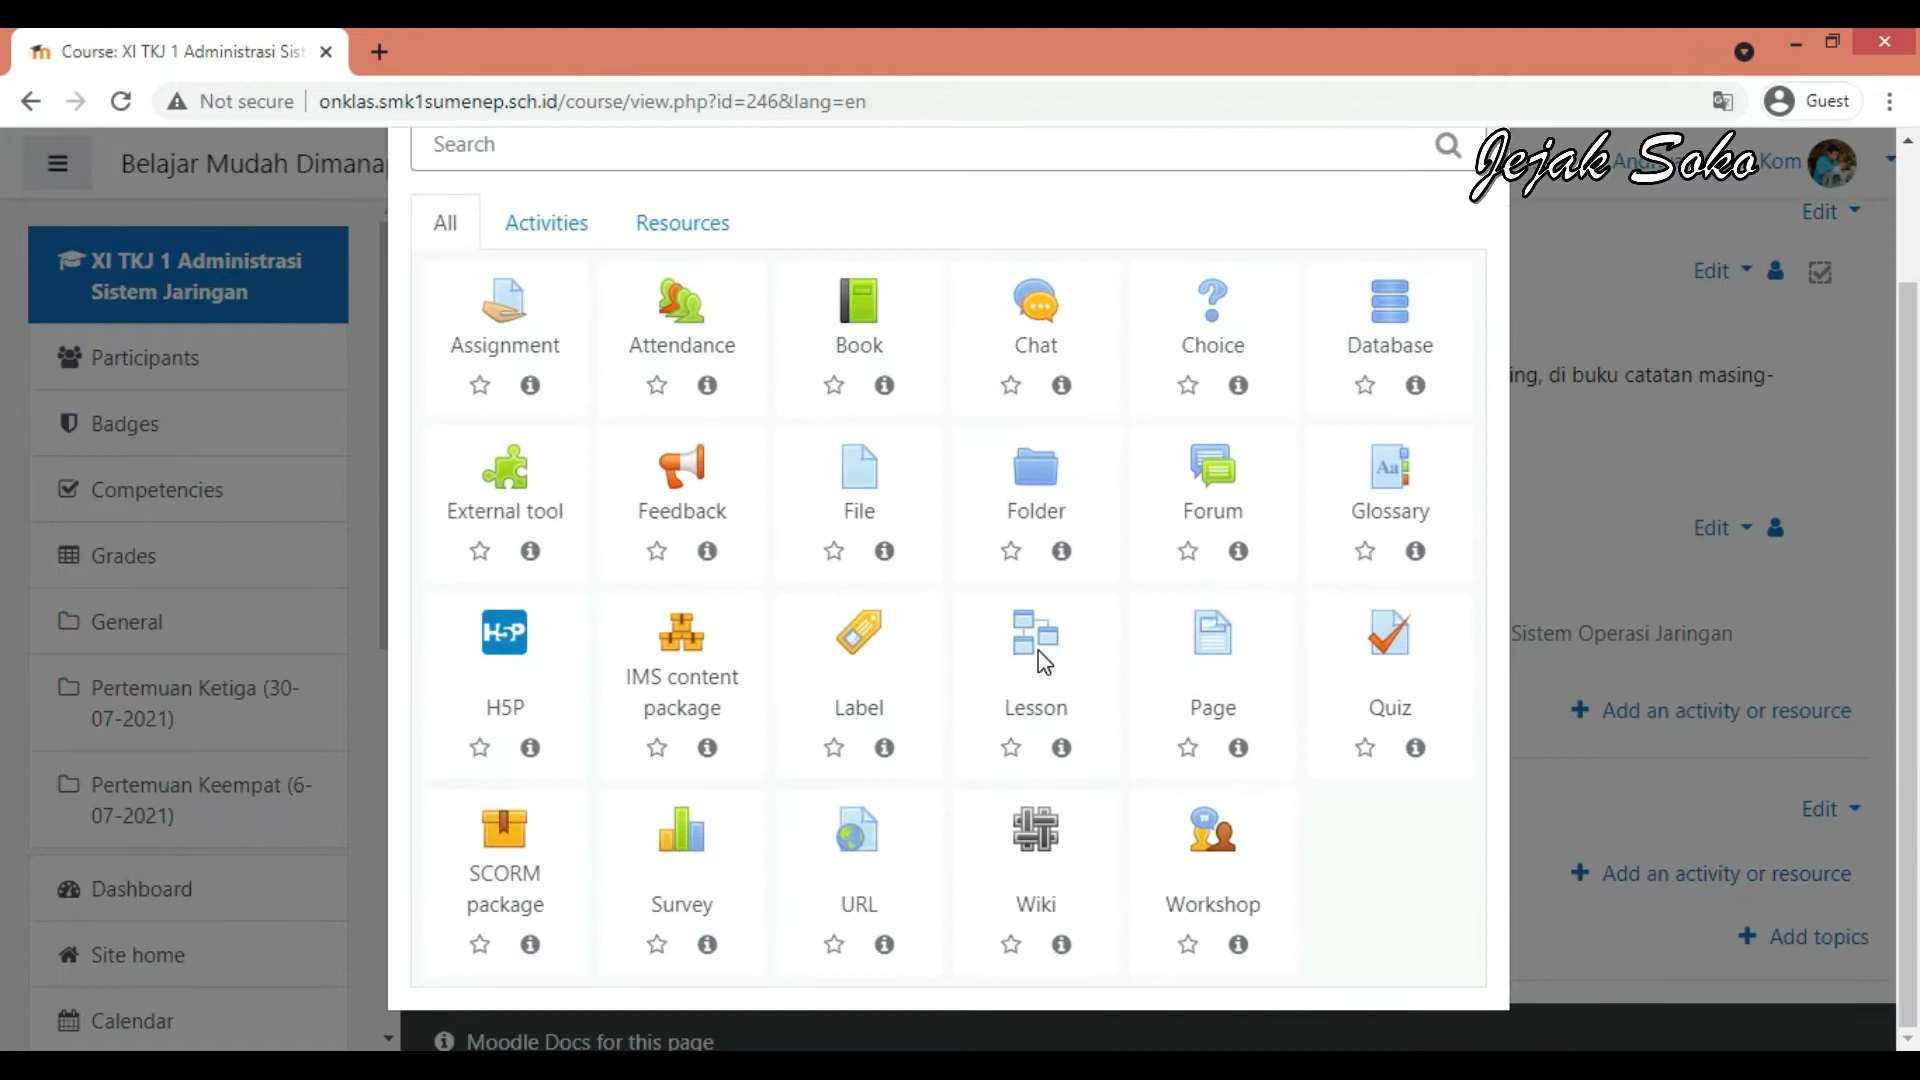 Course: XI TKJ 1 Administrasi Sist
Not secure
onklas.smk1sumenep.sch.id/course/view.php?id=246&lang=en
Guest
Belajar Mudah Dimana
Search
Jejak Soko
Kom
All
Activities
Resources
Edit
XI TKJ 1 Administrasi
Sistem Jaringan
Participants
Badges
Competencies
Grades
General
Pertemuan Ketiga (30-
07-2021)
Pertemuan Keempat (6-
07-2021)
Dashboard
Site home
Calendar
Assignment
Attendance
Book
Chat
Choice
Database
External tool
Feedback
File
Folder
Forum
Glossary
H5P
H5P
IMS content
package
Label
Lesson
Page
Quiz
SCORM
package
Survey
URL
Wiki
Workshop
Edit
ing, di buku catatan masing-
Edit
Sistem Operasi Jaringan
Add an activity or resource
Edit
Add an activity or resource
Add topics
Moodle Docs for this page